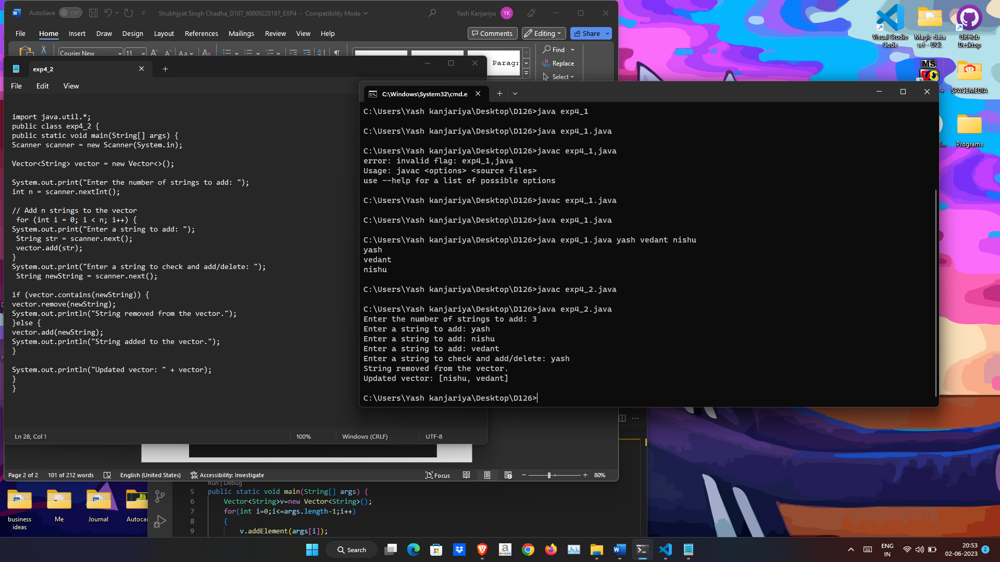 AutoSave Off
Shubhjyot Singh Chadha_D107_60009220197_EXP4 - Compatibility Mode
Yash Kanjariya YK
File Home Insert Draw Design Layout References Mailings Review View Help
Comments Editing Share
Courier New 11
Paragr
Find
Replace
Select
exp4_2
File Edit View
import java.util.*;
public class exp4_2 {
public static void main(String[] args) {
Scanner scanner = new Scanner(System.in);
Vector<String> vector = new Vector<>();
System.out.print("Enter the number of strings to add: ");
int n = scanner.nextInt();
// Add n strings to the vector
for (int i = 0; i < n; i++) {
System.out.print("Enter a string to add: ");
String str = scanner.next();
vector.add(str);
}
System.out.print("Enter a string to check and add/delete: ");
String newString = scanner.next();
if (vector.contains(newString)) {
vector.remove(newString);
System.out.println("String removed from the vector.");
}else {
vector.add(newString);
System.out.println("String added to the vector.");
}
System.out.println("Updated vector: " + vector);
}
}
Ln 28, Col 1 100% Windows (CRLF) UTF-8
C:\Windows\System32\cmd.e
C:\Users\Yash kanjariya\Desktop\D126>java exp4_1
C:\Users\Yash kanjariya\Desktop\D126>java exp4_1.java
C:\Users\Yash kanjariya\Desktop\D126>javac exp4_1,java
error: invalid flag: exp4_1,java
Usage: javac <options> <source files>
use --help for a list of possible options
C:\Users\Yash kanjariya\Desktop\D126>javac exp4_1.java
C:\Users\Yash kanjariya\Desktop\D126>java exp4_1.java
C:\Users\Yash kanjariya\Desktop\D126>java exp4_1.java yash vedant nishu
yash
vedant
nishu
C:\Users\Yash kanjariya\Desktop\D126>javac exp4_2.java
C:\Users\Yash kanjariya\Desktop\D126>java exp4_2.java
Enter the number of strings to add: 3
Enter a string to add: yash
Enter a string to add: nishu
Enter a string to add: vedant
Enter a string to check and add/delete: yash
String removed from the vector.
Updated vector: [nishu, vedant]
C:\Users\Yash kanjariya\Desktop\D126>
Page 2 of 2 101 of 212 words English (United States) Accessibility: Investigate Focus 80%
Run | Debug
5 public static void main(String[] args) {
6 Vector<String>v=new Vector<String>();
7 for(int i=0;i<=args.length-1;i++)
8 {
9 v.addElement(args[i]);
Visual Studio Code
Magic data set - UCL
GitHub Desktop
MS
SPACEMEDIA
Programs
business ideas
Me
Journal
Autocad
Search
ENG
IN
20:53
02-06-2023
2